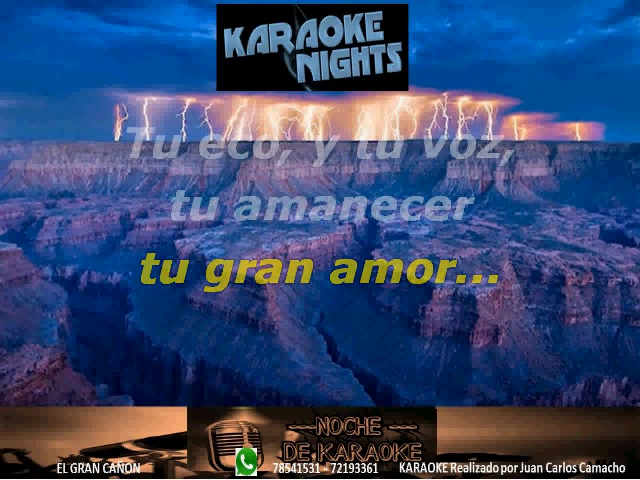 KARAOKE
NIGHTS
Tu eco, y tu voz,
tu amanecer
tu gran amor...
NOCHE
DE KARAOKE
EL GRAN CAÑON 78541531 - 72193361 KARAOKE Realizado por Juan Carlos Camacho